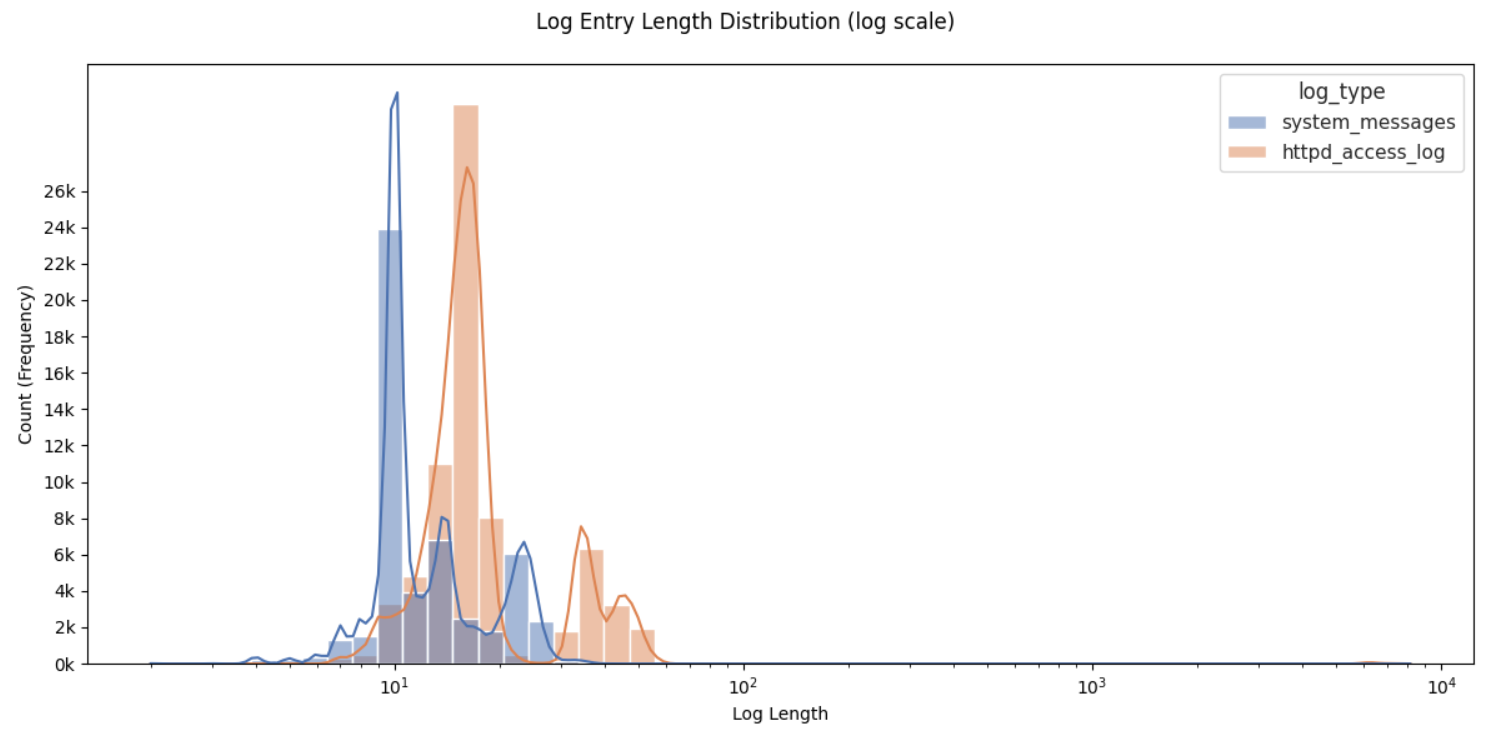 Log Entry Length Distribution (log scale)
log_type
system_messages
httpd_access_log
Count (Frequency)
26k
24k
22k
20k
18k
16k
14k
12k
10k
8k
6k
4k
2k
0k
10¹ 10² 10³ 10⁴
Log Length